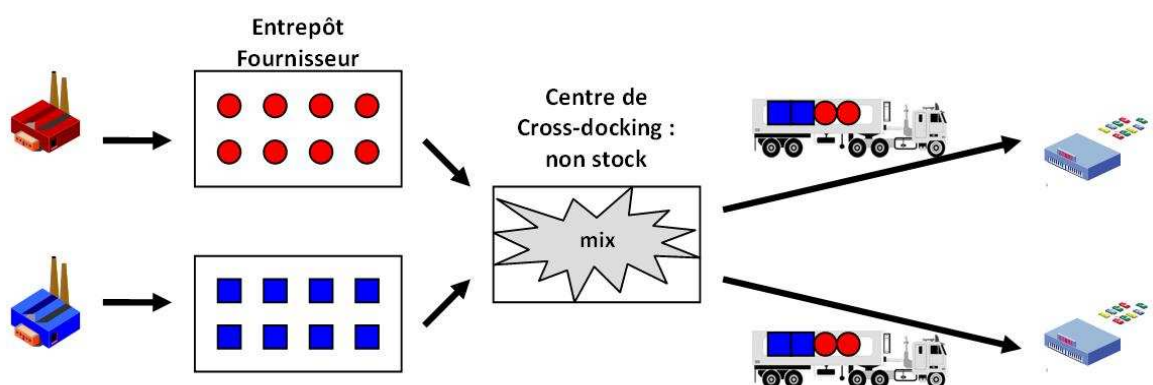 Entrepôt
Fournisseur
Centre de
Cross-docking :
non stock
mix